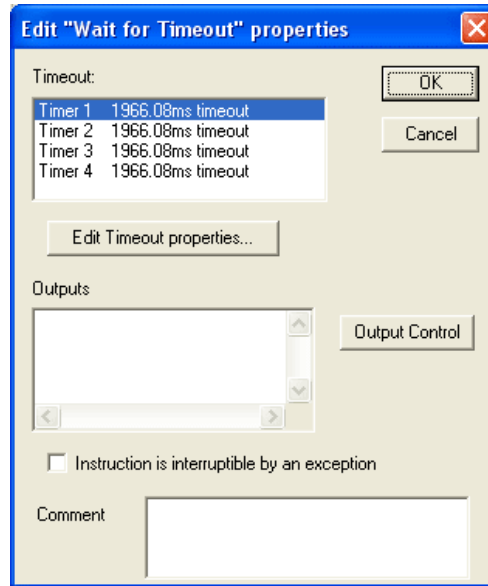 Edit "Wait for Timeout" properties
Timeout:
OK
Timer 1 1966.08ms timeout
Timer 2 1966.08ms timeout
Timer 3 1966.08ms timeout
Timer 4 1966.08ms timeout
Cancel
Edit Timeout properties...
Outputs
Output Control
Instruction is interruptible by an exception
Comment